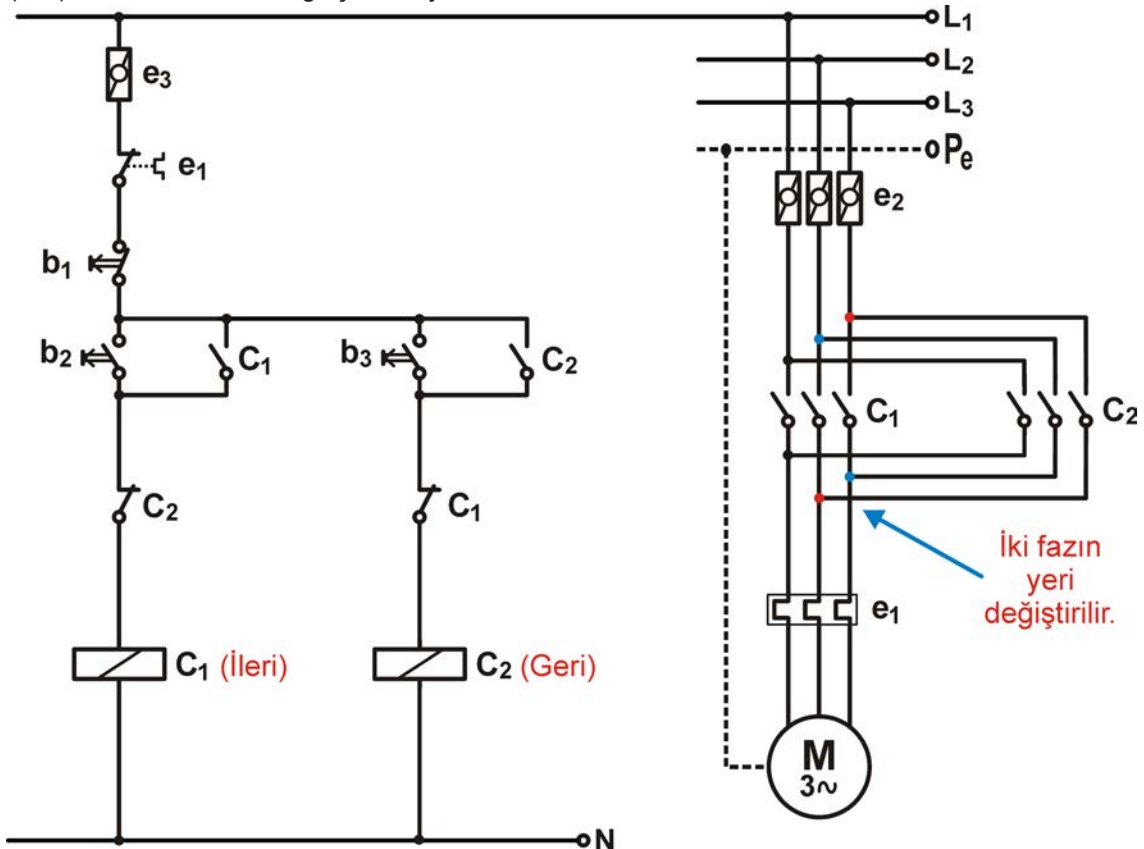 L1
L2
L3
Pe
e3
e1
b1
b2
C1
b3
C2
C2
C1
C1 (İleri)
C2 (Geri)
N
e2
C1
C2
İki fazın
yeri
değiştirilir.
e1
M
3~